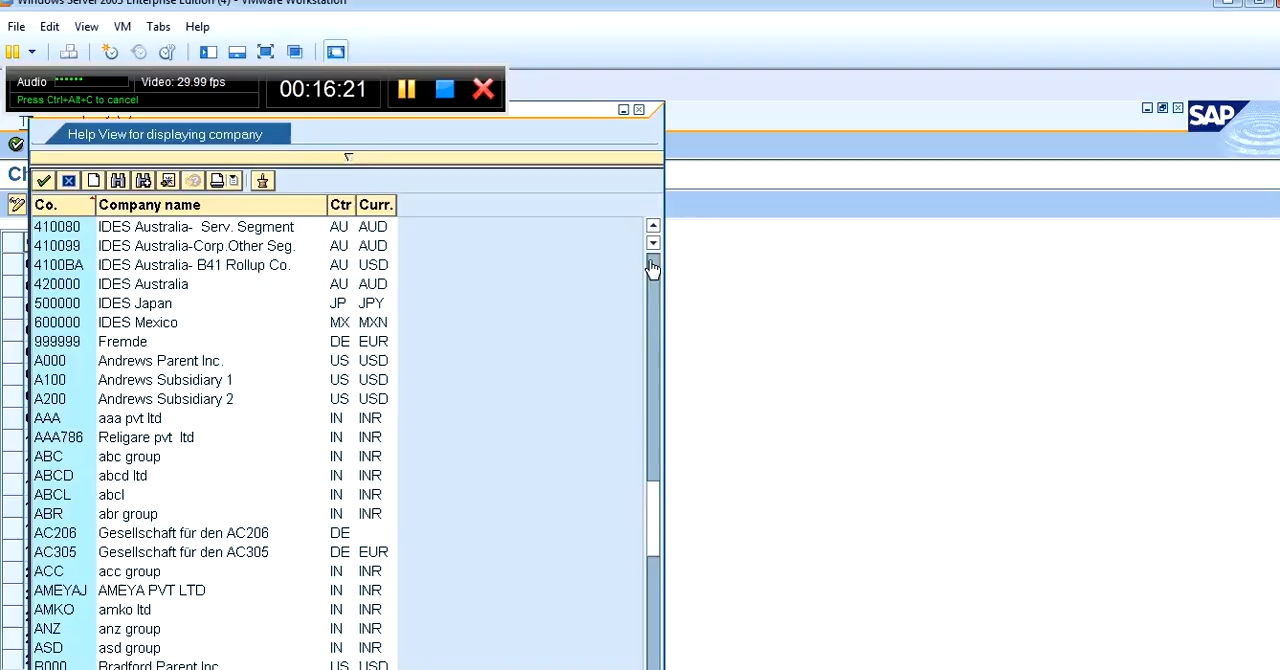 Windows Server 2003 Enterprise Edition (4) - VMware Workstation
File Edit View VM Tabs Help
Audio Video: 29.99 fps
00:16:21
Press Ctrl+Alt+C to cancel
SAP
Help View for displaying company
Ch
Co. Company name Ctr Curr.
410080 IDES Australia- Serv. Segment AU AUD
410099 IDES Australia-Corp.Other Seg. AU AUD
4100BA IDES Australia- B41 Rollup Co. AU USD
420000 IDES Australia AU AUD
500000 IDES Japan JP JPY
600000 IDES Mexico MX MXN
999999 Fremde DE EUR
A000 Andrews Parent Inc. US USD
A100 Andrews Subsidiary 1 US USD
A200 Andrews Subsidiary 2 US USD
AAA aaa pvt ltd IN INR
AAA786 Religare pvt ltd IN INR
ABC abc group IN INR
ABCD abcd ltd IN INR
ABCL abcl IN INR
ABR abr group IN INR
AC206 Gesellschaft für den AC206 DE
AC305 Gesellschaft für den AC305 DE EUR
ACC acc group IN INR
AMEYAJ AMEYA PVT LTD IN INR
AMKO amko ltd IN INR
ANZ anz group IN INR
ASD asd group IN INR
B000 Bradford Parent Inc US USD